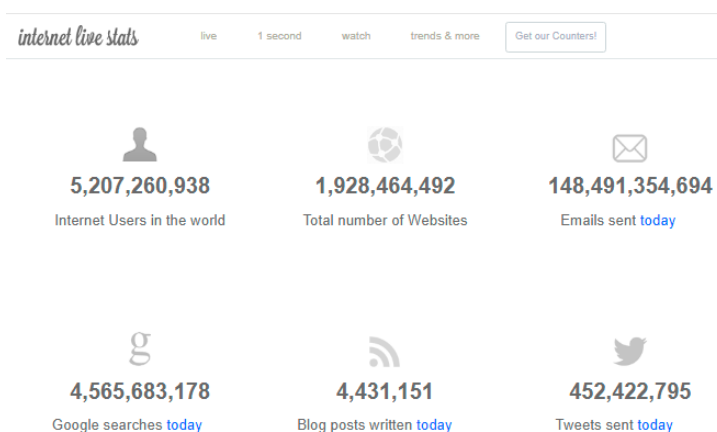 internet live stats live 1 second watch trends & more Get our Counters!
5,207,260,938 1,928,464,492 148,491,354,694
Internet Users in the world Total number of Websites Emails sent today
g
4,565,683,178 4,431,151 452,422,795
Google searches today Blog posts written today Tweets sent today